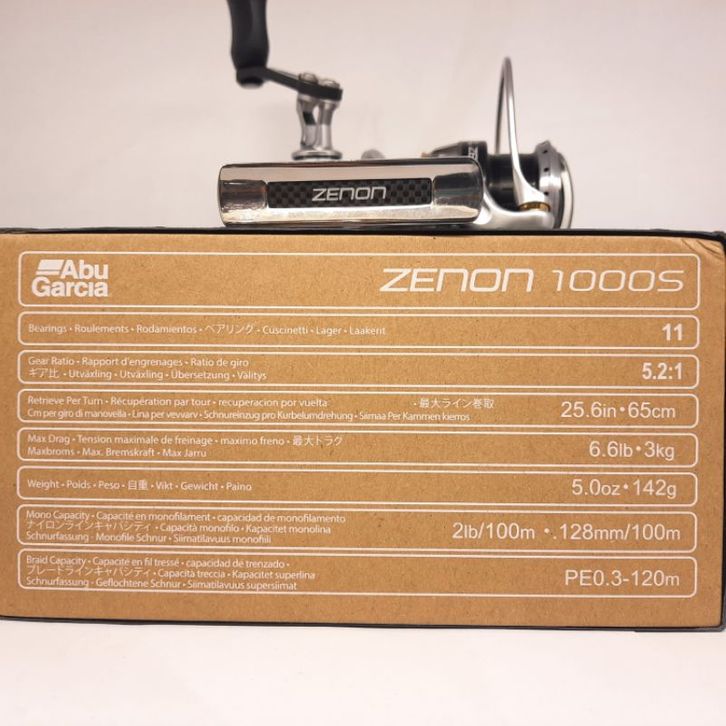 ZENON
Abu
Garcia
ZENON 1000S
Bearings • Roulements • Rodamientos • ベアリング • Cuscinetti • Lager • Laakerit
11
Gear Ratio • Rapport d'engrenages • Ratio de giro
ギア比 • Utväxling • Utväxling • Übersetzung • Välitys
5.2:1
Retrieve Per Turn • Récupération par tour • recuperacion por vuelta • 最大ライン巻取
Cm per giro di manovella • Lina per vevvarv • Schnureinzug pro Kurbelumdrehung • Siimaa Per Kammen kierros
25.6in • 65cm
Max Drag • Tension maximale de freinage • maximo freno • 最大トラグ
Maxbroms • Max. Bremskraft • Max Jarru
6.6lb • 3kg
Weight • Poids • Peso • 自重 • Vikt • Gewicht • Paino
5.0oz • 142g
Mono Capacity • Capacité en monofilament • capacidad de monofilamento
ナイロンラインキャパシティ • Capacità monofilo • Kapacitet monolina
Schnurfassung - Monofile Schnur • Siimatilavuus monofiili
2lb/100m • .128mm/100m
Braid Capacity • Capacité en fil tressé • capacidad de trenzado •
ブレードラインキャパシティ • Capacità treccia • Kapacitet superlina
Schnurfassung - Geflochtene Schnur • Siimatilavuus supersiimat
PE0.3-120m